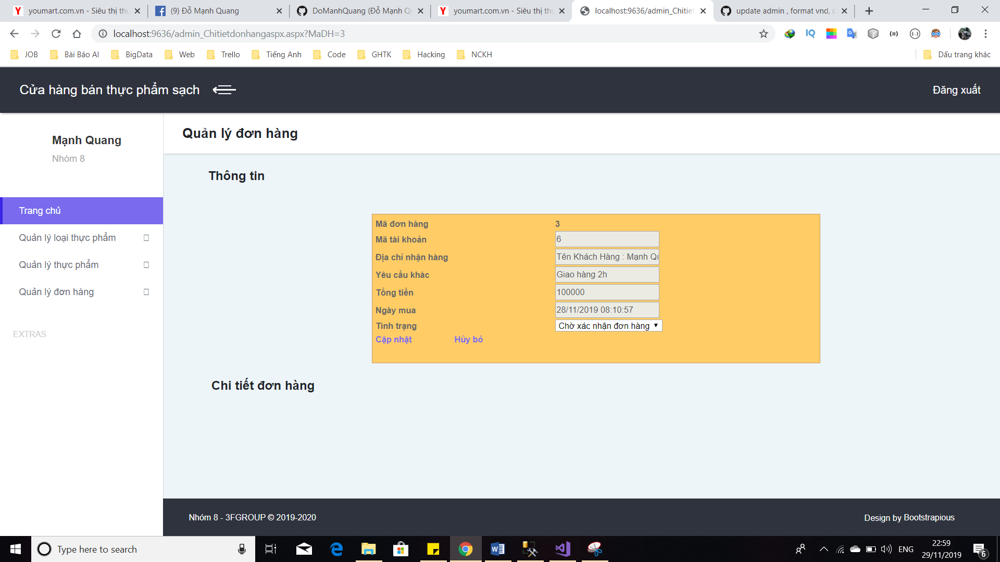 youmart.com.vn - Siêu thị thu
(9) Đỗ Mạnh Quang
DoManhQuang (Đỗ Mạnh Qu
youmart.com.vn - Siêu thị thu
localhost:9636/admin_Chitiet
update admin , format vnd, c
localhost:9636/admin_Chitietdonhangaspx.aspx?MaDH=3
JOB
Bài Báo AI
BigData
Web
Trello
Tiếng Anh
Code
GHTK
Hacking
NCKH
Dấu trang khác
Cửa hàng bán thực phẩm sạch
Đăng xuất
Mạnh Quang
Nhóm 8
Trang chủ
Quản lý loại thực phẩm
Quản lý thực phẩm
Quản lý đơn hàng
EXTRAS
Quản lý đơn hàng
Thông tin
Mã đơn hàng 3
Mã tài khoản 6
Địa chỉ nhận hàng Tên Khách Hàng : Mạnh Qu
Yêu cầu khác Giao hàng 2h
Tổng tiền 100000
Ngày mua 28/11/2019 08:10:57
Tình trạng Chờ xác nhận đơn hàng
Cập nhật Hủy bỏ
Chi tiết đơn hàng
Nhóm 8 - 3FGROUP © 2019-2020
Design by Bootstrapious
Type here to search
ENG
22:59
29/11/2019
6